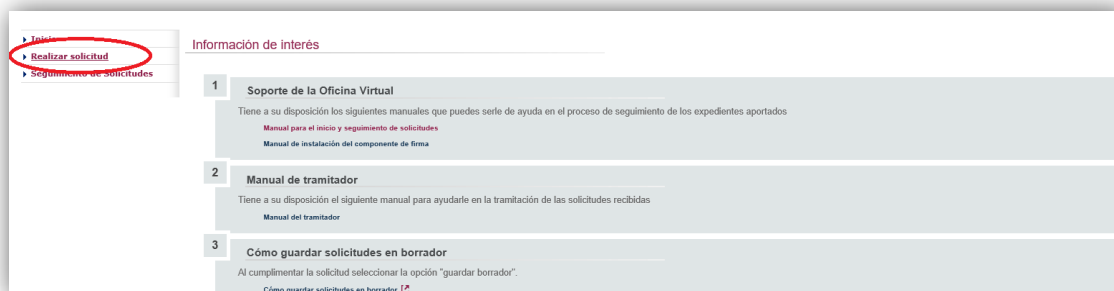 Inicio
Realizar solicitud
Seguimiento de Solicitudes
Información de interés
1
Soporte de la Oficina Virtual
Tiene a su disposición los siguientes manuales que puedes serle de ayuda en el proceso de seguimiento de los expedientes aportados
Manual para el inicio y seguimiento de solicitudes
Manual de instalación del componente de firma
2
Manual de tramitador
Tiene a su disposición el siguiente manual para ayudarle en la tramitación de las solicitudes recibidas
Manual del tramitador
3
Cómo guardar solicitudes en borrador
Al cumplimentar la solicitud seleccionar la opción "guardar borrador".
Cómo guardar solicitudes en borrador